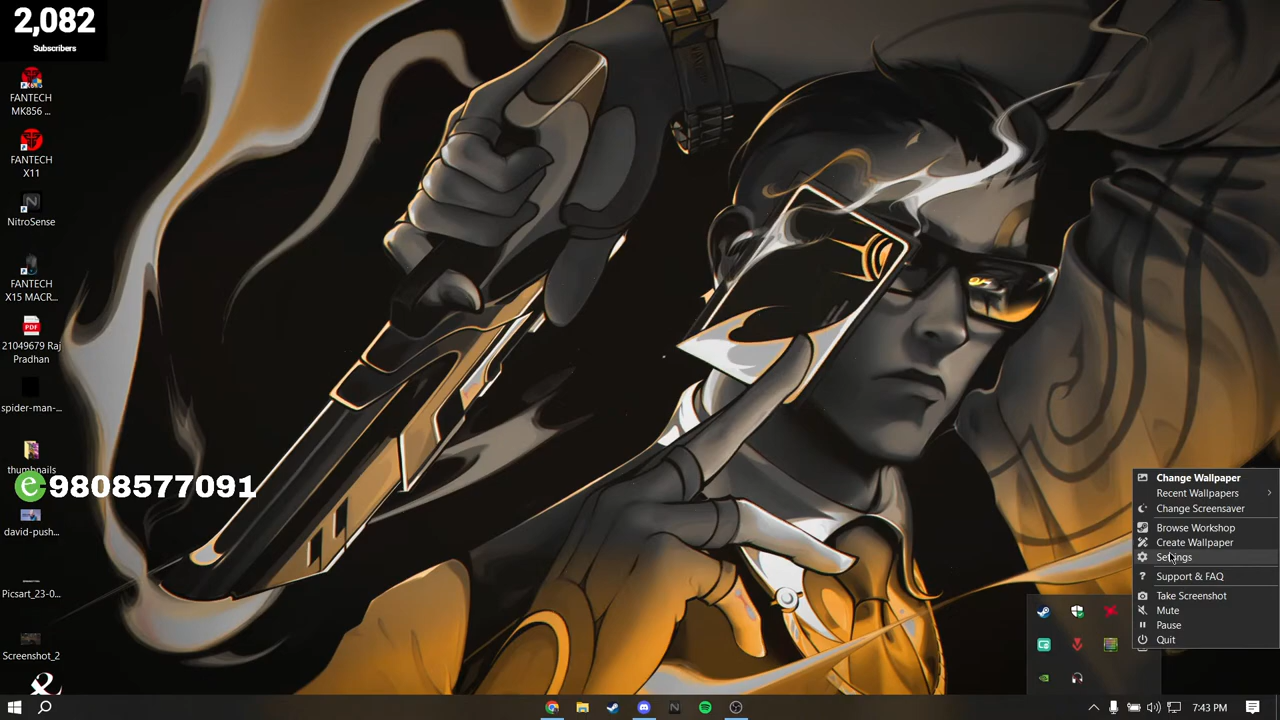 2,082
Subscribers
FANTECH
MK856 ...
FANTECH
X11
NitroSense
FANTECH
X15 MACR...
PDF
21049679 Raj
Pradhan
spider-man-...
thumbnails
e 9808577091
david-push...
Picsart_23-0...
Screenshot_2
Change Wallpaper
Recent Wallpapers
Change Screensaver
Browse Workshop
Create Wallpaper
Settings
? Support & FAQ
Take Screenshot
Mute
Pause
Quit
N
7:43 PM